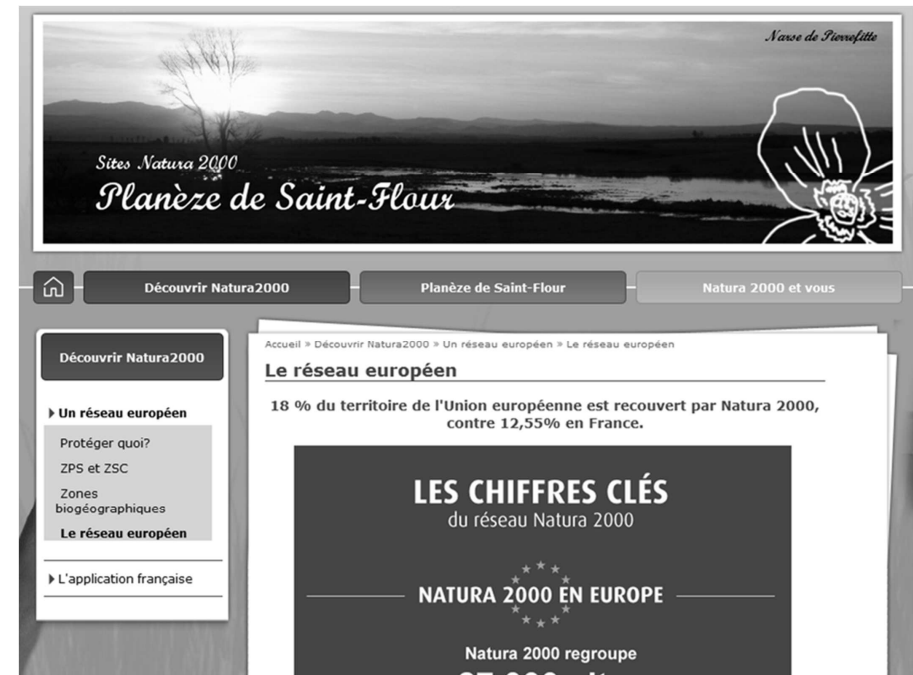 Narse de Pierrefitte
Sites Natura 2000
Planèze de Saint-Flour
Découvrir Natura2000
Planèze de Saint-Flour
Natura 2000 et vous
Découvrir Natura2000
Un réseau européen
Protéger quoi?
ZPS et ZSC
Zones
biogéographiques
Le réseau européen
L'application française
Accueil » Découvrir Natura2000 » Un réseau européen » Le réseau européen
Le réseau européen
18 % du territoire de l'Union européenne est recouvert par Natura 2000,
contre 12,55% en France.
LES CHIFFRES CLÉS
du réseau Natura 2000
NATURA 2000 EN EUROPE
Natura 2000 regroupe